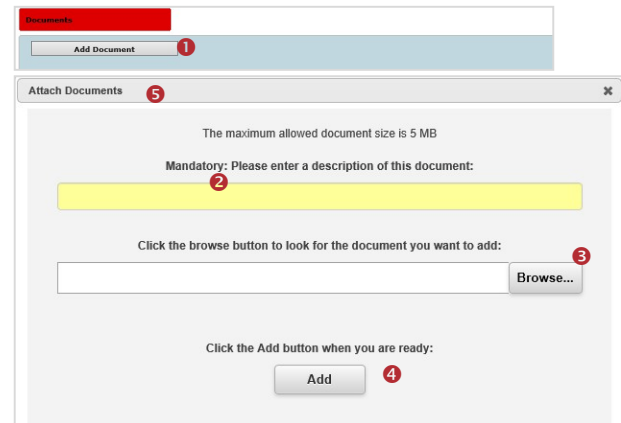 Documents
Add Document 1
Attach Documents 5 ✖
The maximum allowed document size is 5 MB
Mandatory: Please enter a description of this document:
2
Click the browse button to look for the document you want to add:
3
Browse...
Click the Add button when you are ready:
Add 4